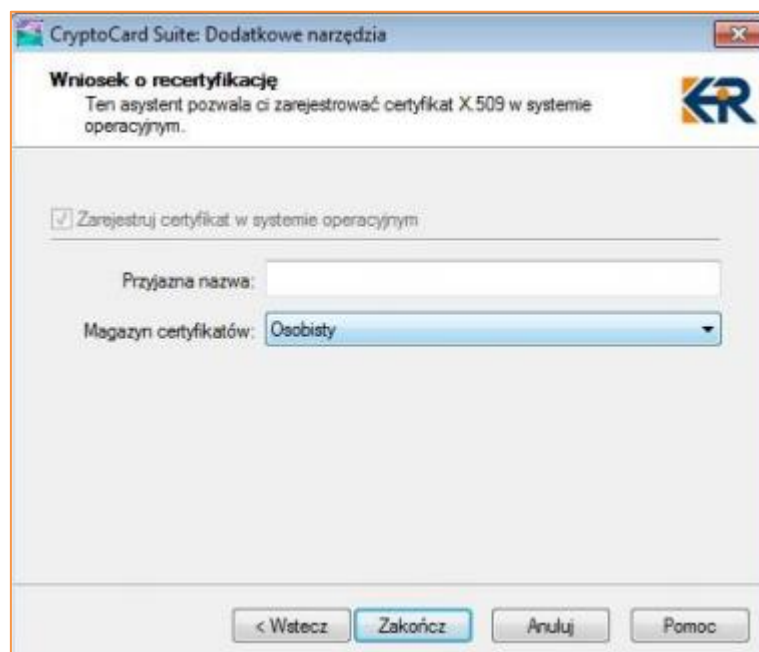 CryptoCard Suite: Dodatkowe narzędzia
Wniosek o recertyfikację
Ten asystent pozwala ci zarejestrować certyfikat X.509 w systemie
operacyjnym.
KIR
Zarejestruj certyfikat w systemie operacyjnym
Przyjazna nazwa:
Magazyn certyfikatów: Osobisty
< Wstecz Zakończ Anuluj Pomoc